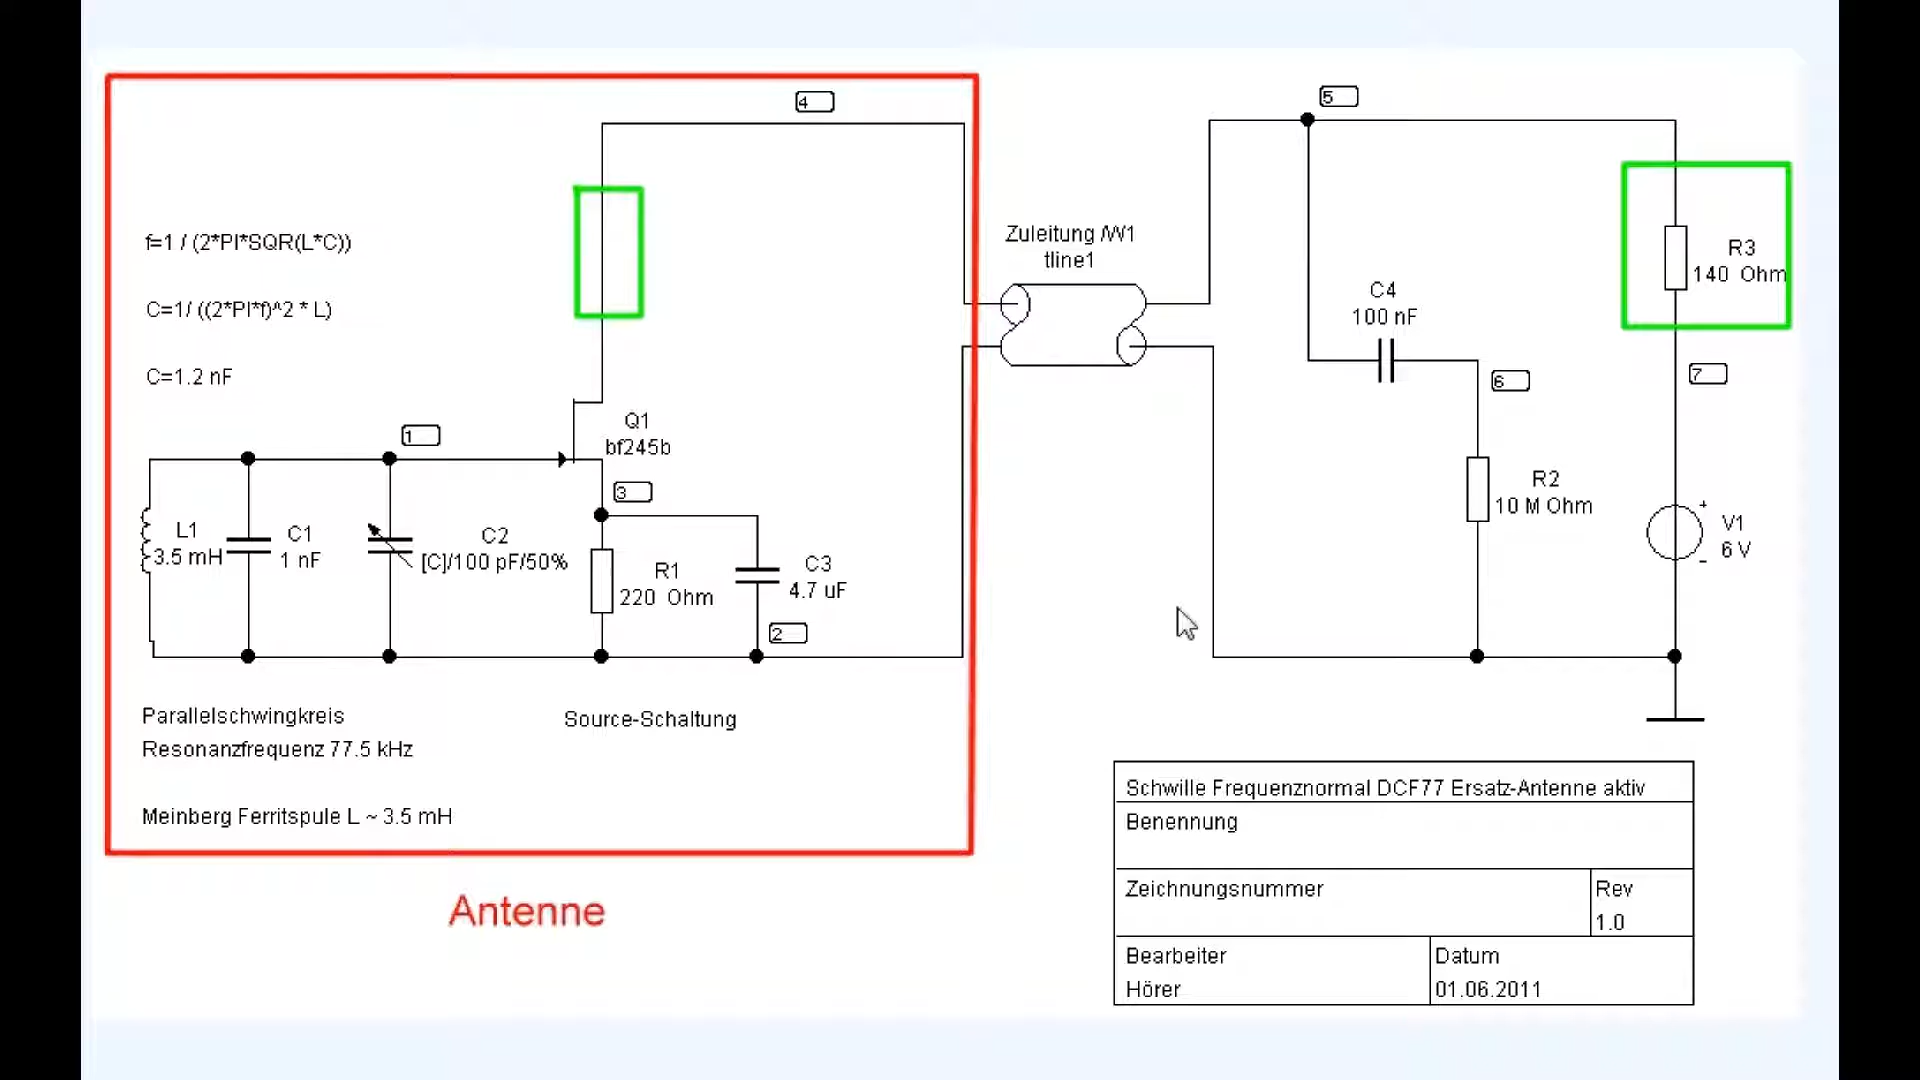 4
5
f=1 / (2*PI*SQR(L*C))
C=1/ ((2*PI*f)^2 * L)
C=1.2 nF
Zuleitung /W1
tline1
R3
140 Ohm
C4
100 nF
6
7
1
Q1
bf245b
3
L1
3.5 mH
C1
1 nF
C2
[C]/100 pF/50%
R1
220 Ohm
C3
4.7 uF
2
R2
10 M Ohm
+
V1
6 V
-
Parallelschwingkreis
Resonanzfrequenz 77.5 kHz
Source-Schaltung
Meinberg Ferritspule L ~ 3.5 mH
Antenne
Schwille Frequenznormal DCF77 Ersatz-Antenne aktiv
Benennung
Zeichnungsnummer
Rev
1.0
Bearbeiter
Hörer
Datum
01.06.2011